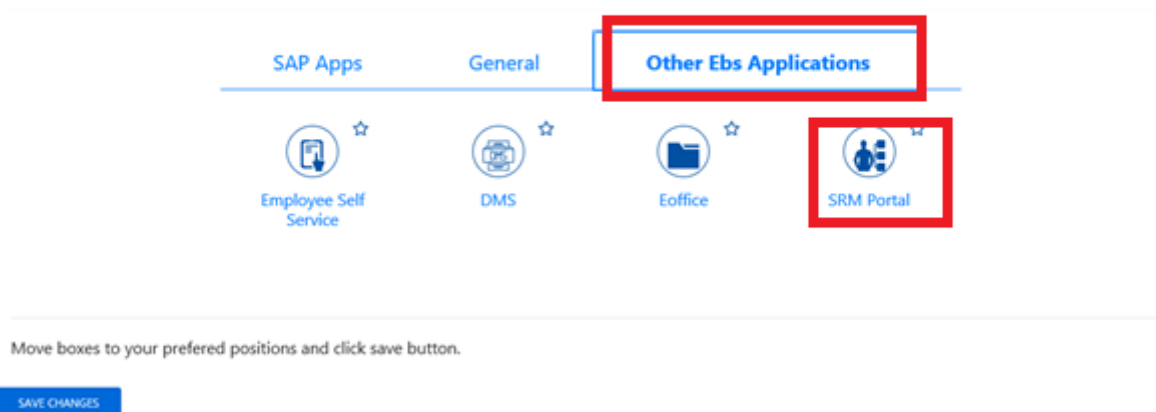 SAP Apps General Other Ebs Applications
Employee Self Service DMS Eoffice SRM Portal
Move boxes to your prefered positions and click save button.
SAVE CHANGES